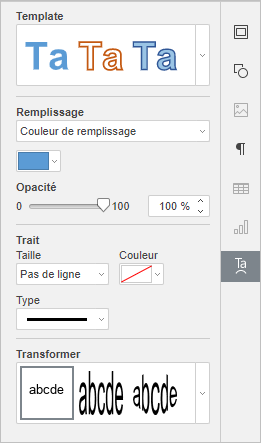 Template
Ta Ta Ta
Remplissage
Couleur de remplissage
Opacité
0 100 100 %
Trait
Taille Couleur
Pas de ligne
Type
Transformer
abcde abcde abcde
¶
Ta